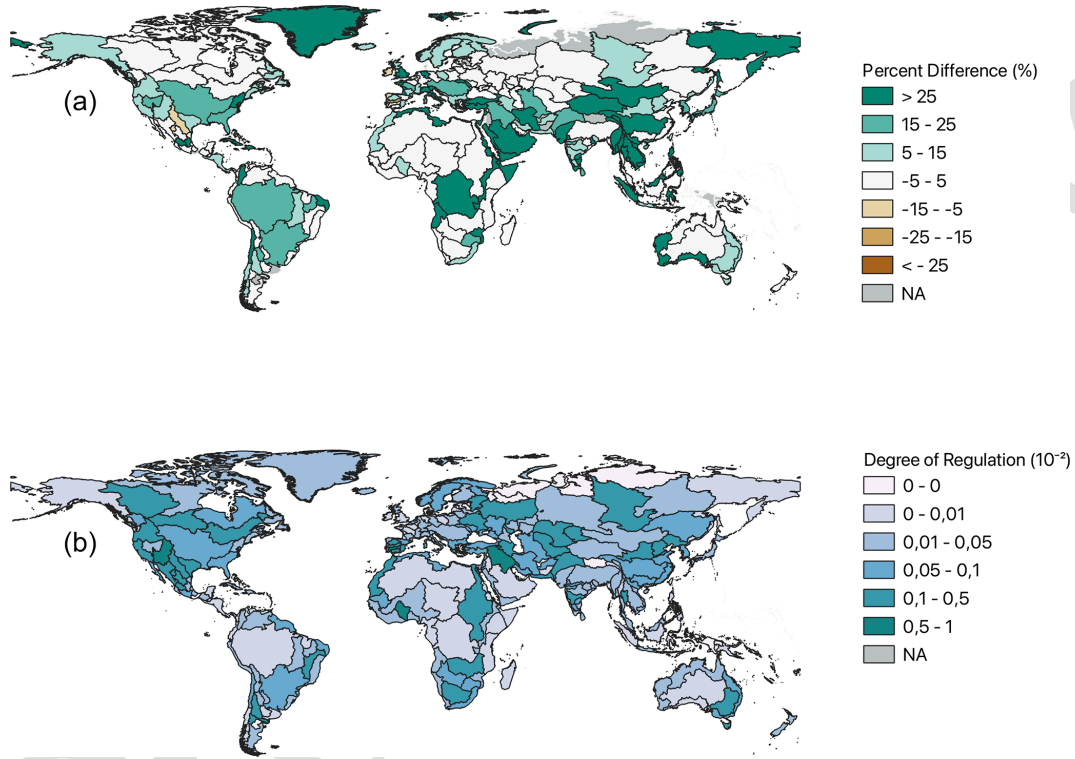 Percent Difference (%)
(a)
> 25
15 - 25
5 - 15
-5 - 5
-15 - -5
-25 - -15
< - 25
NA
Degree of Regulation (10⁻²)
0 - 0
0 - 0,01
(b)
0,01 - 0,05
0,05 - 0,1
0,1 - 0,5
0,5 - 1
NA